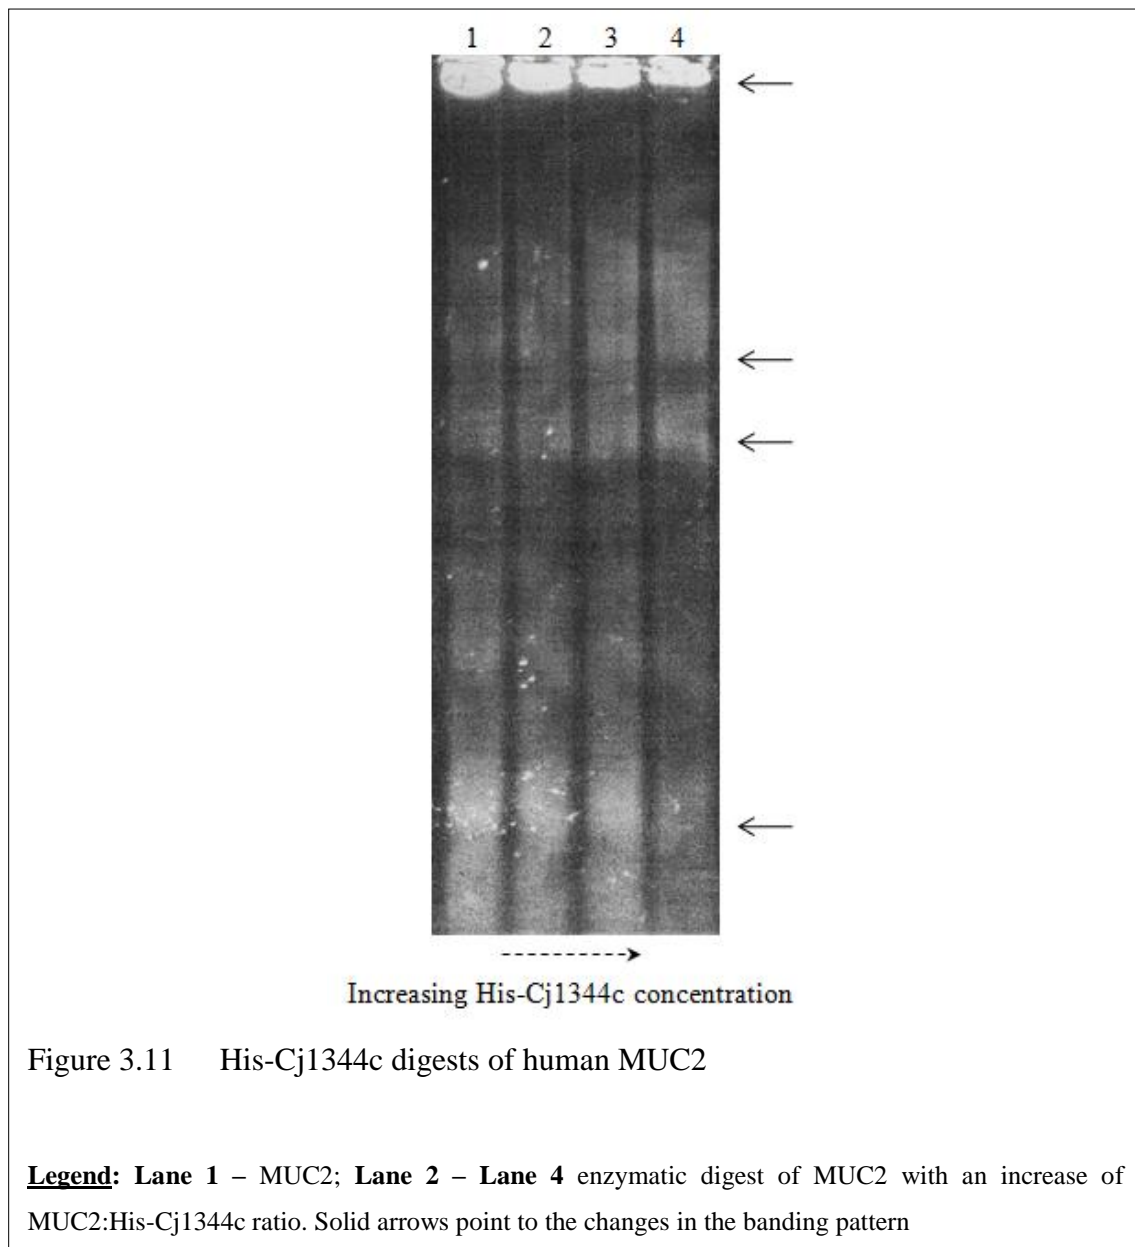 1 2 3 4
Increasing His-Cj1344c concentration
Figure 3.11 His-Cj1344c digests of human MUC2
Legend: Lane 1 – MUC2; Lane 2 – Lane 4 enzymatic digest of MUC2 with an increase of
MUC2:His-Cj1344c ratio. Solid arrows point to the changes in the banding pattern